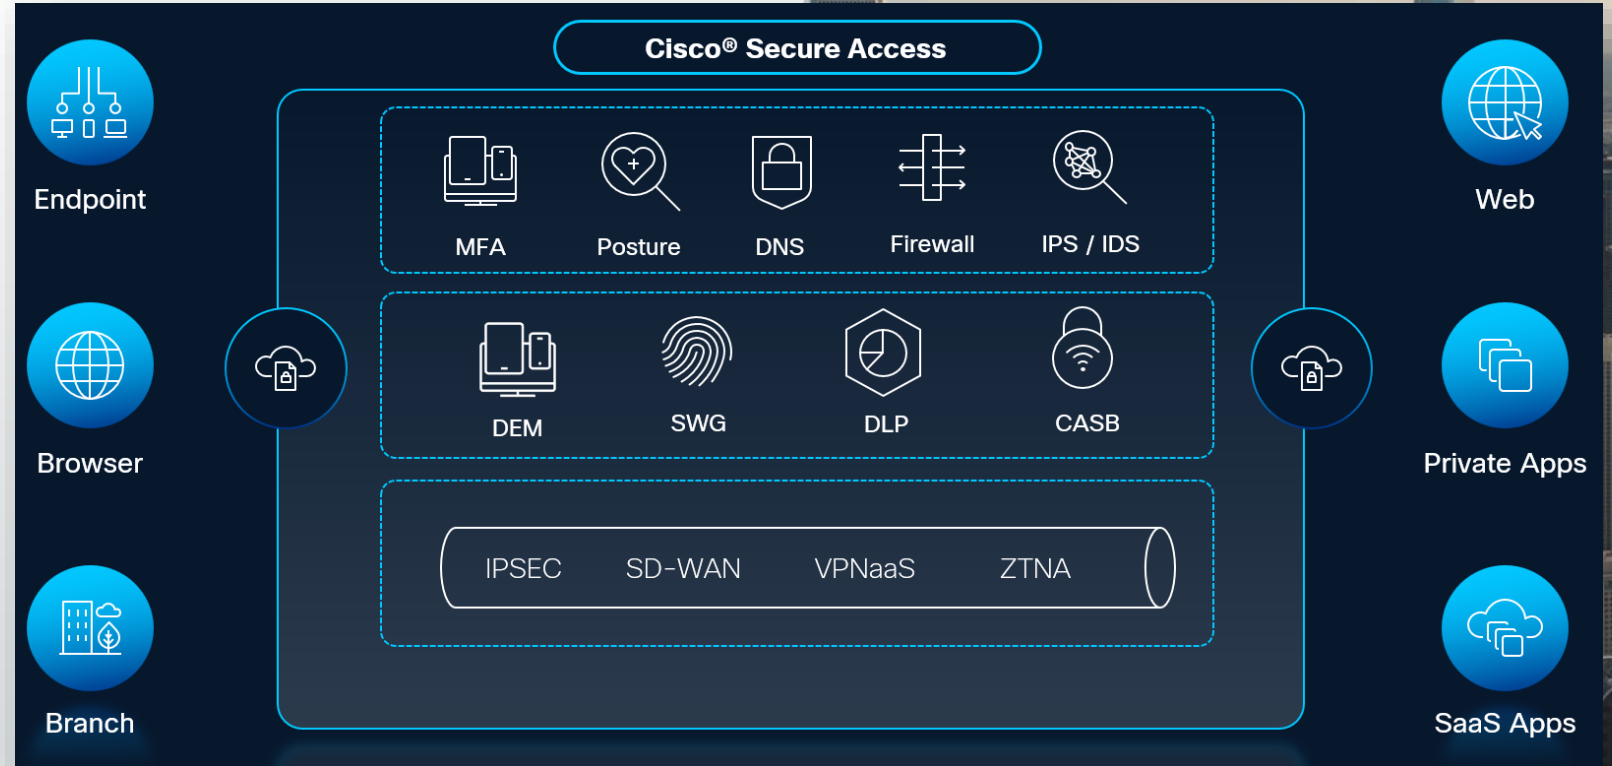 Cisco® Secure Access
Endpoint
Browser
Branch
MFA
Posture
DNS
Firewall
IPS / IDS
DEM
SWG
DLP
CASB
IPSEC
SD-WAN
VPNaaS
ZTNA
Web
Private Apps
SaaS Apps